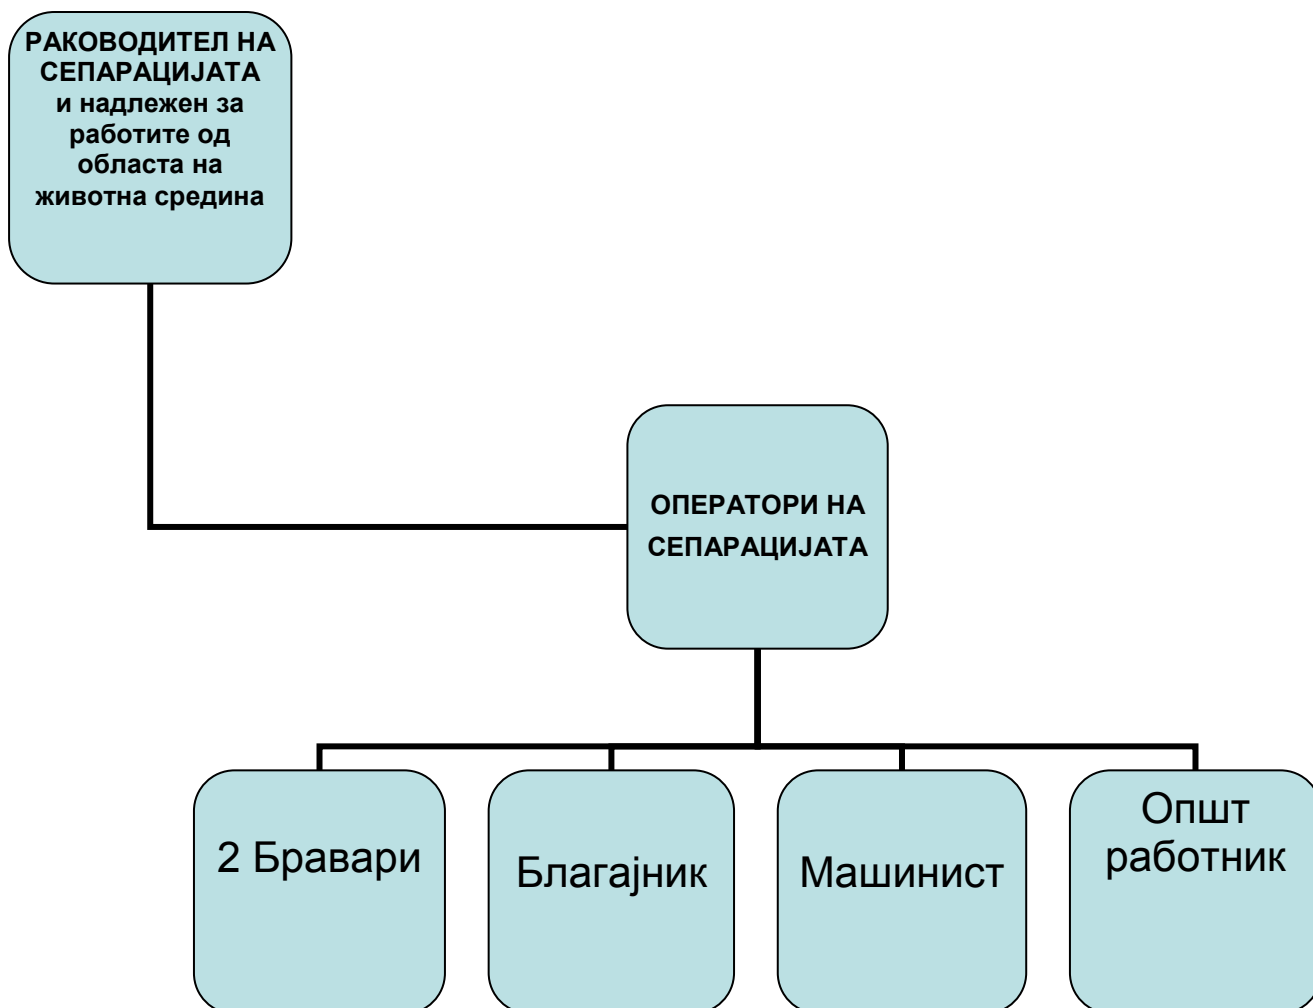 РАКОВОДИТЕЛ НА
СЕПАРАЦИЈАТА
и надлежен за
работите од
областа на
животна средина
ОПЕРАТОРИ НА
СЕПАРАЦИЈАТА
2 Бравари
Благајник
Машинист
Општ
работник